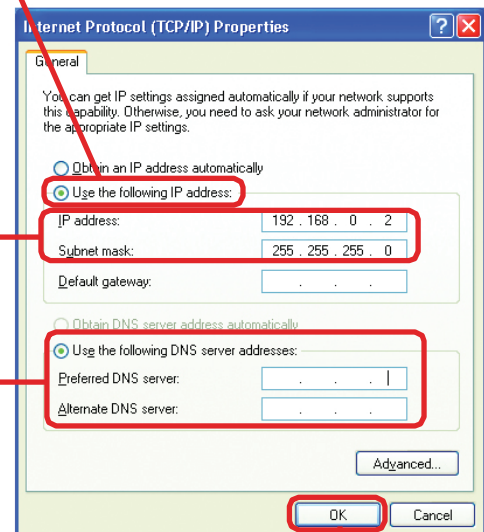 Internet Protocol (TCP/IP) Properties
General
You can get IP settings assigned automatically if your network supports
this capability. Otherwise, you need to ask your network administrator for
the appropriate IP settings.
Obtain an IP address automatically
Use the following IP address:
IP address: 192 . 168 . 0 . 2
Subnet mask: 255 . 255 . 255 . 0
Default gateway: . . .
Obtain DNS server address automatically
Use the following DNS server addresses:
Preferred DNS server: . . .
Alternate DNS server: . . .
Advanced...
OK Cancel